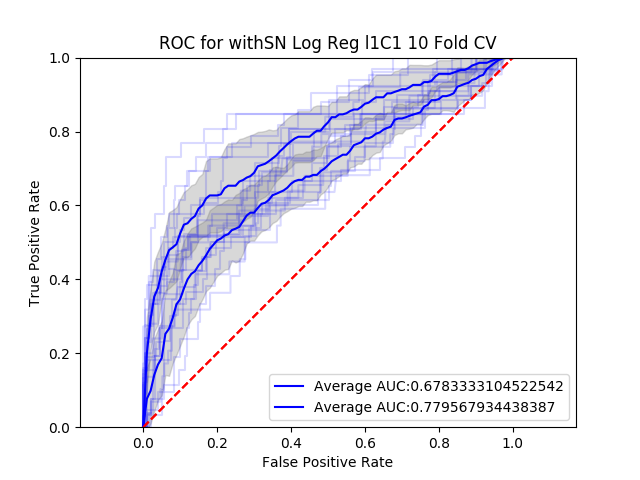 ROC for withSN Log Reg l1C1 10 Fold CV
True Positive Rate
1.0
0.8
0.6
0.4
0.2
0.0
Average AUC:0.6783333104522542
Average AUC:0.779567934438387
0.0 0.2 0.4 0.6 0.8 1.0
False Positive Rate